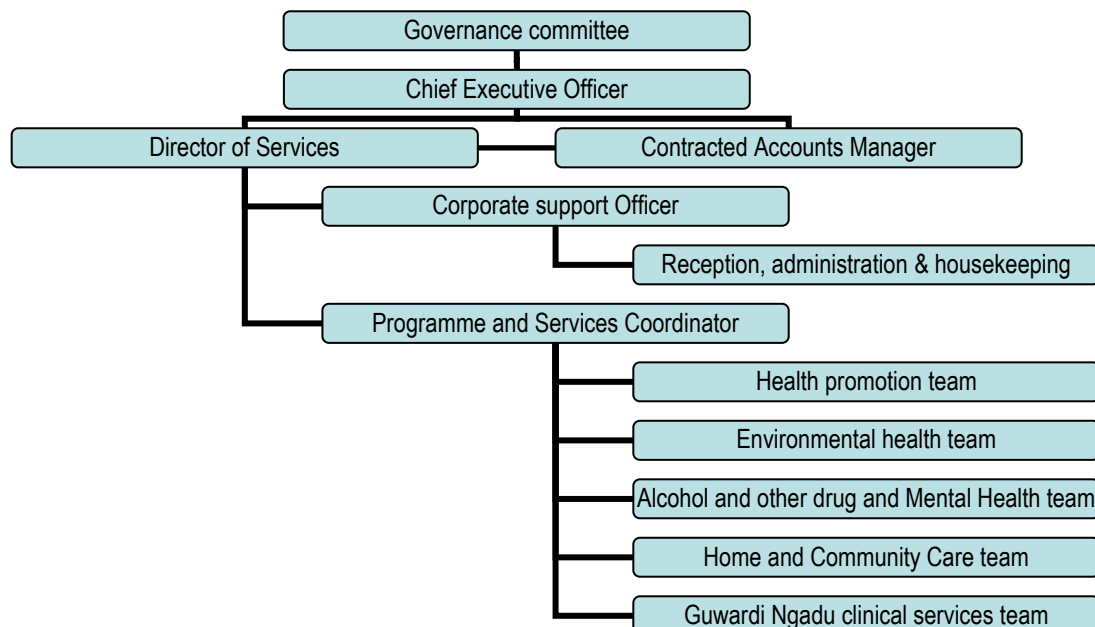 Governance committee
Chief Executive Officer
Director of Services
Contracted Accounts Manager
Corporate support Officer
Reception, administration & housekeeping
Programme and Services Coordinator
Health promotion team
Environmental health team
Alcohol and other drug and Mental Health team
Home and Community Care team
Guwardi Ngadu clinical services team